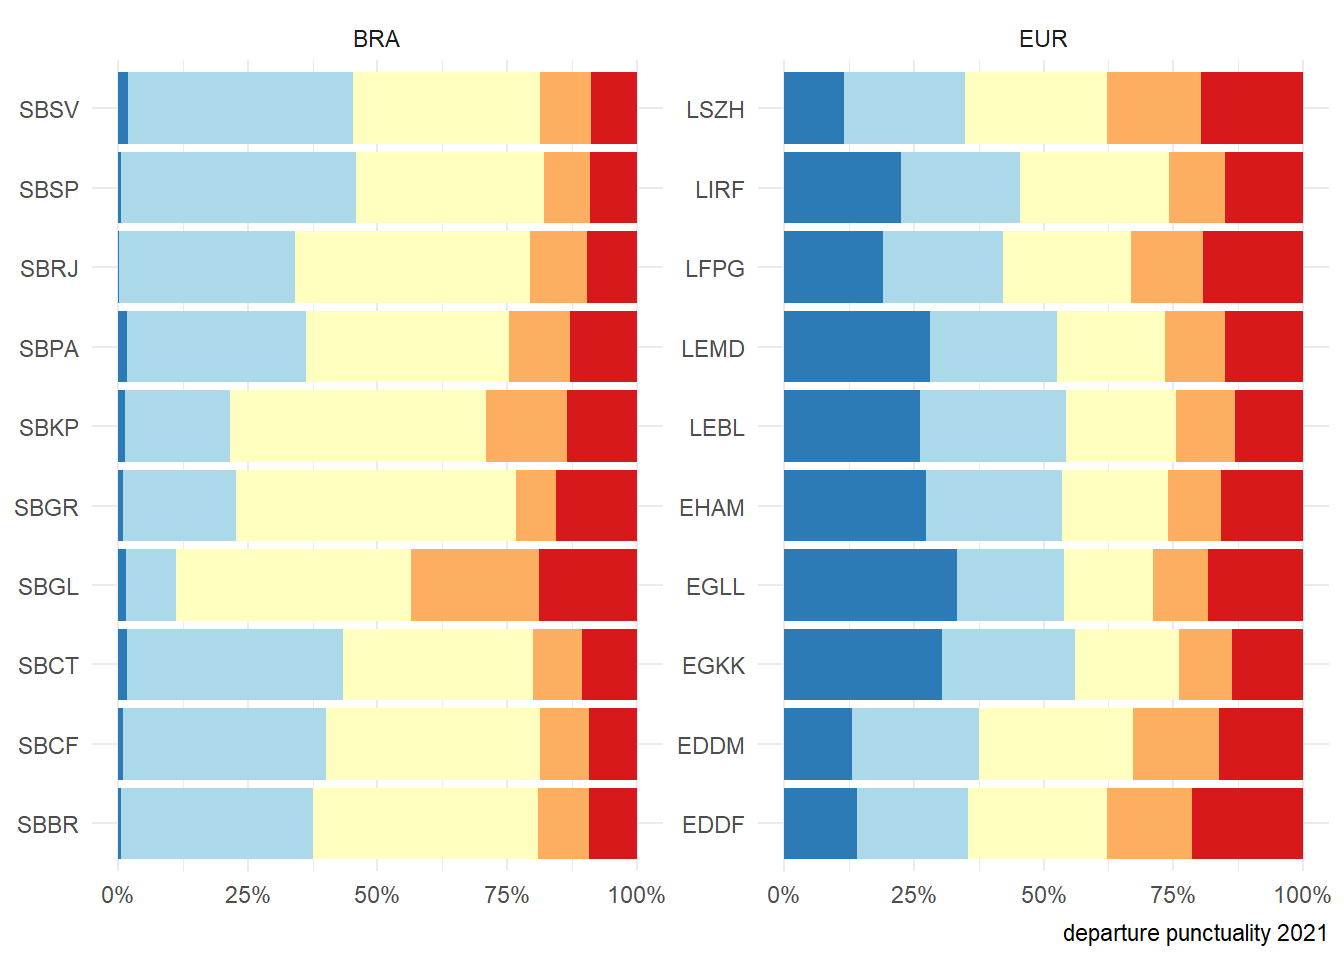 BRA
SBSV
SBSP
SBRJ
SBPA
SBKP
SBGR
SBGL
SBCT
SBCF
SBBR
0% 25% 50% 75% 100%
EUR
LSZH
LIRF
LFPG
LEMD
LEBL
EHAM
EGLL
EGKK
EDDM
EDDF
0% 25% 50% 75% 100%
departure punctuality 2021